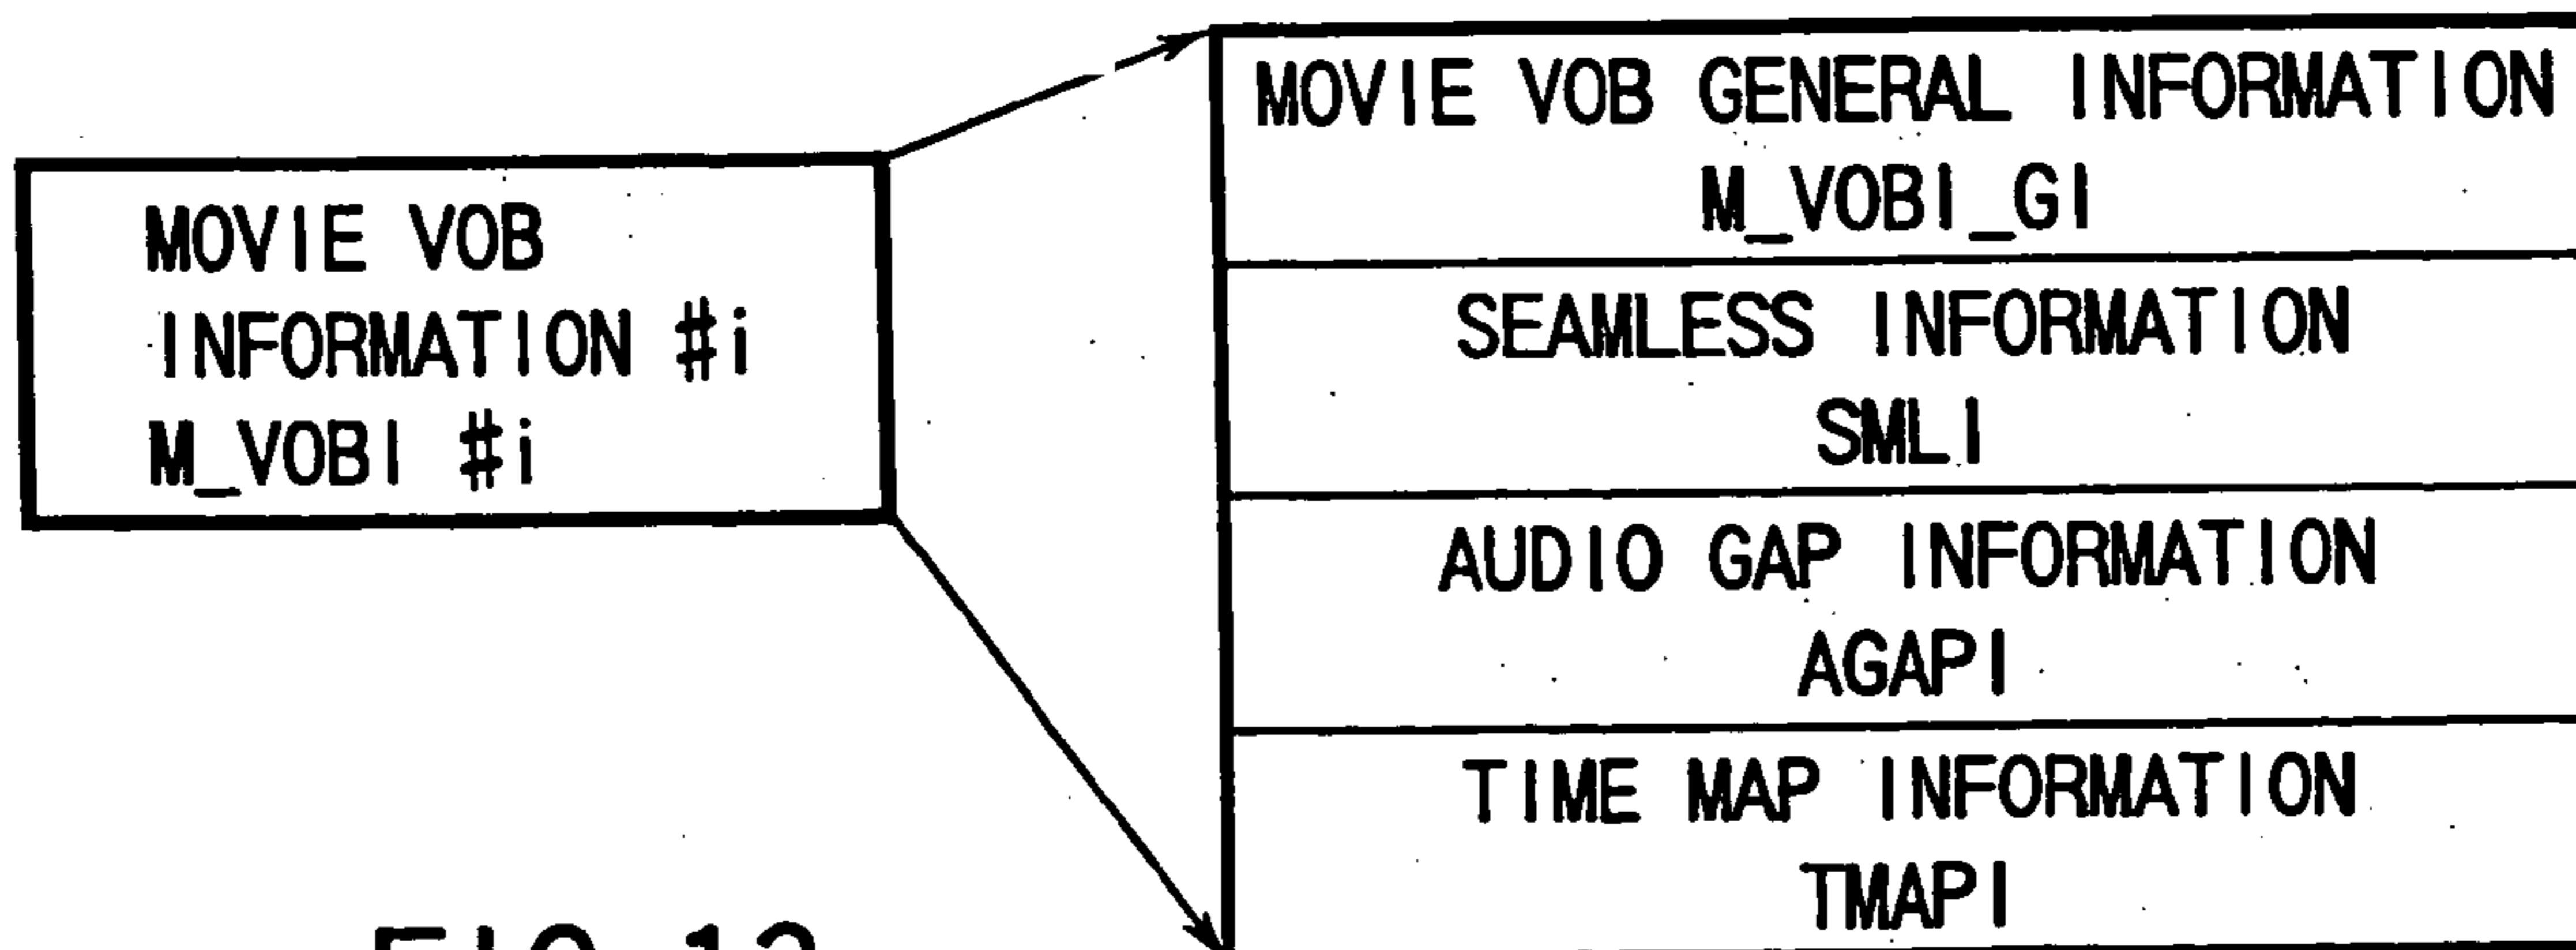 MOVIE VOB
INFORMATION #i
M_VOBI #i
MOVIE VOB GENERAL INFORMATION
M_VOBI_GI
SEAMLESS INFORMATION
SMLI
AUDIO GAP INFORMATION
AGAPI
TIME MAP INFORMATION
TMAPI